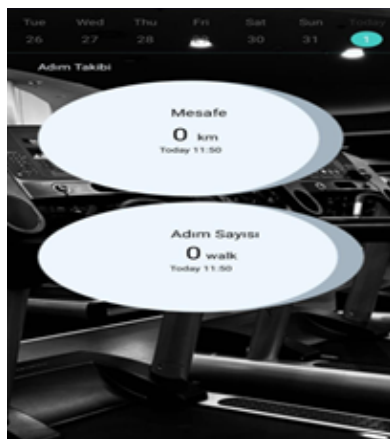 Tue Wed Thu Fri Sat Sun Today
26 27 28 29 30 31 1
Adım Takibi
Mesafe
0 km
Today 11:50
Adım Sayısı
0 walk
Today 11:50